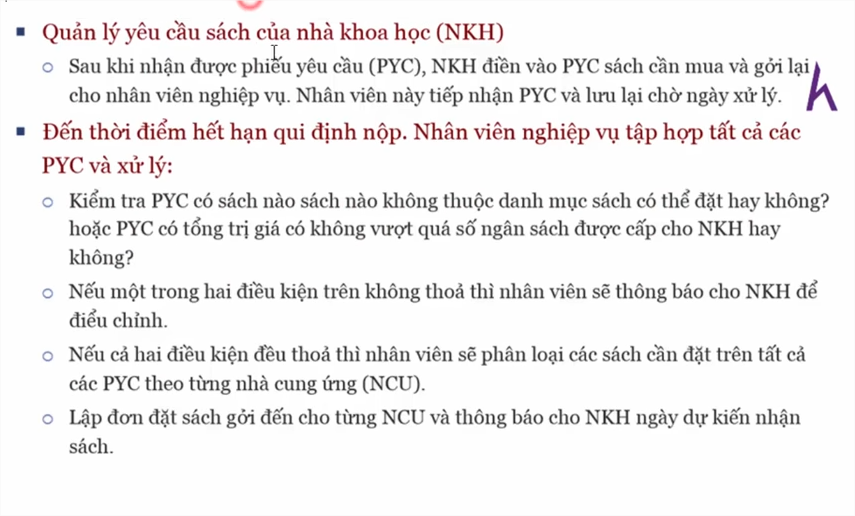 Quản lý yêu cầu sách của nhà khoa học (NKH)
Sau khi nhận được phiếu yêu cầu (PYC), NKH điền vào PYC sách cần mua và gởi lại
cho nhân viên nghiệp vụ. Nhân viên này tiếp nhận PYC và lưu lại chờ ngày xử lý.
Đến thời điểm hết hạn qui định nộp. Nhân viên nghiệp vụ tập hợp tất cả các
PYC và xử lý:
Kiểm tra PYC có sách nào sách nào không thuộc danh mục sách có thể đặt hay không?
hoặc PYC có tổng trị giá có không vượt quá số ngân sách được cấp cho NKH hay
không?
Nếu một trong hai điều kiện trên không thoả thì nhân viên sẽ thông báo cho NKH để
điều chỉnh.
Nếu cả hai điều kiện đều thoả thì nhân viên sẽ phân loại các sách cần đặt trên tất cả
các PYC theo từng nhà cung ứng (NCU).
Lập đơn đặt sách gởi đến cho từng NCU và thông báo cho NKH ngày dự kiến nhận
sách.